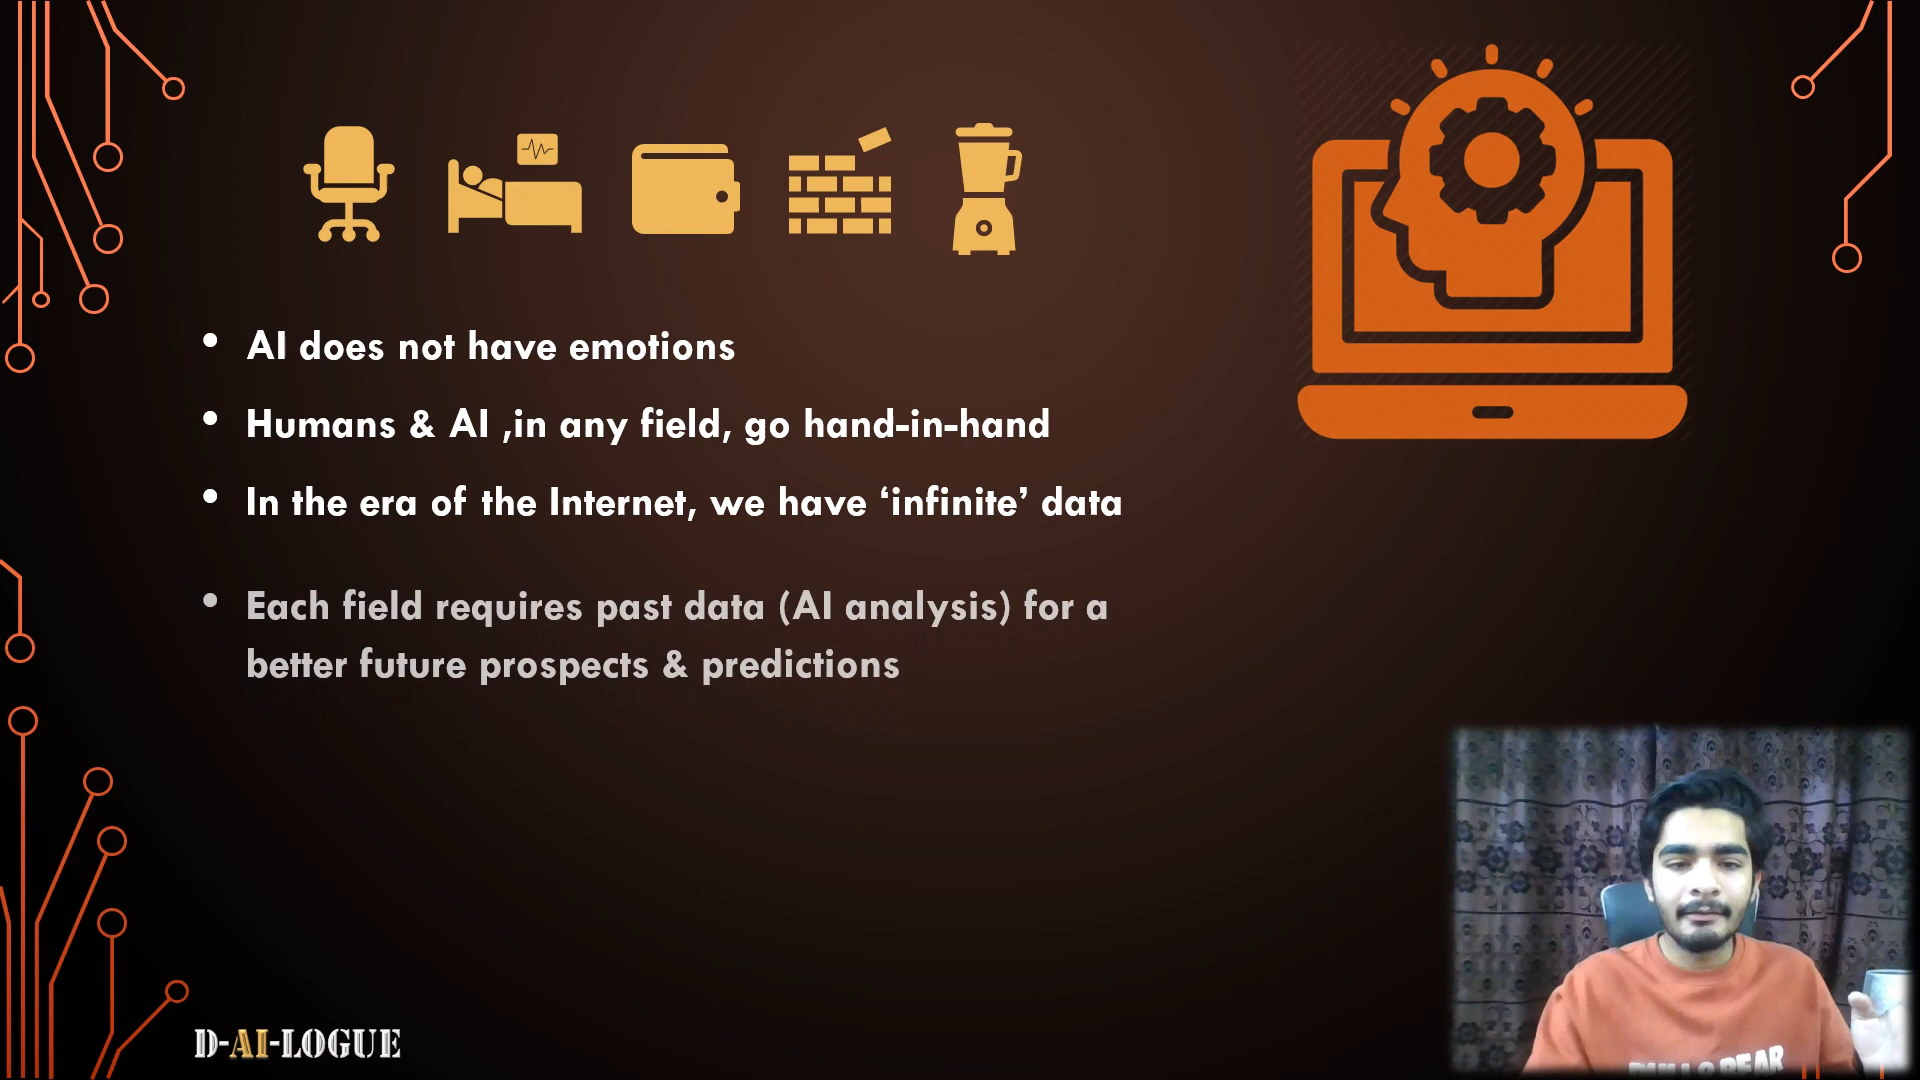 • AI does not have emotions
• Humans & AI ,in any field, go hand-in-hand
• In the era of the Internet, we have ‘infinite’ data
• Each field requires past data (AI analysis) for a
better future prospects & predictions
D-AI-LOGUE
BEAR